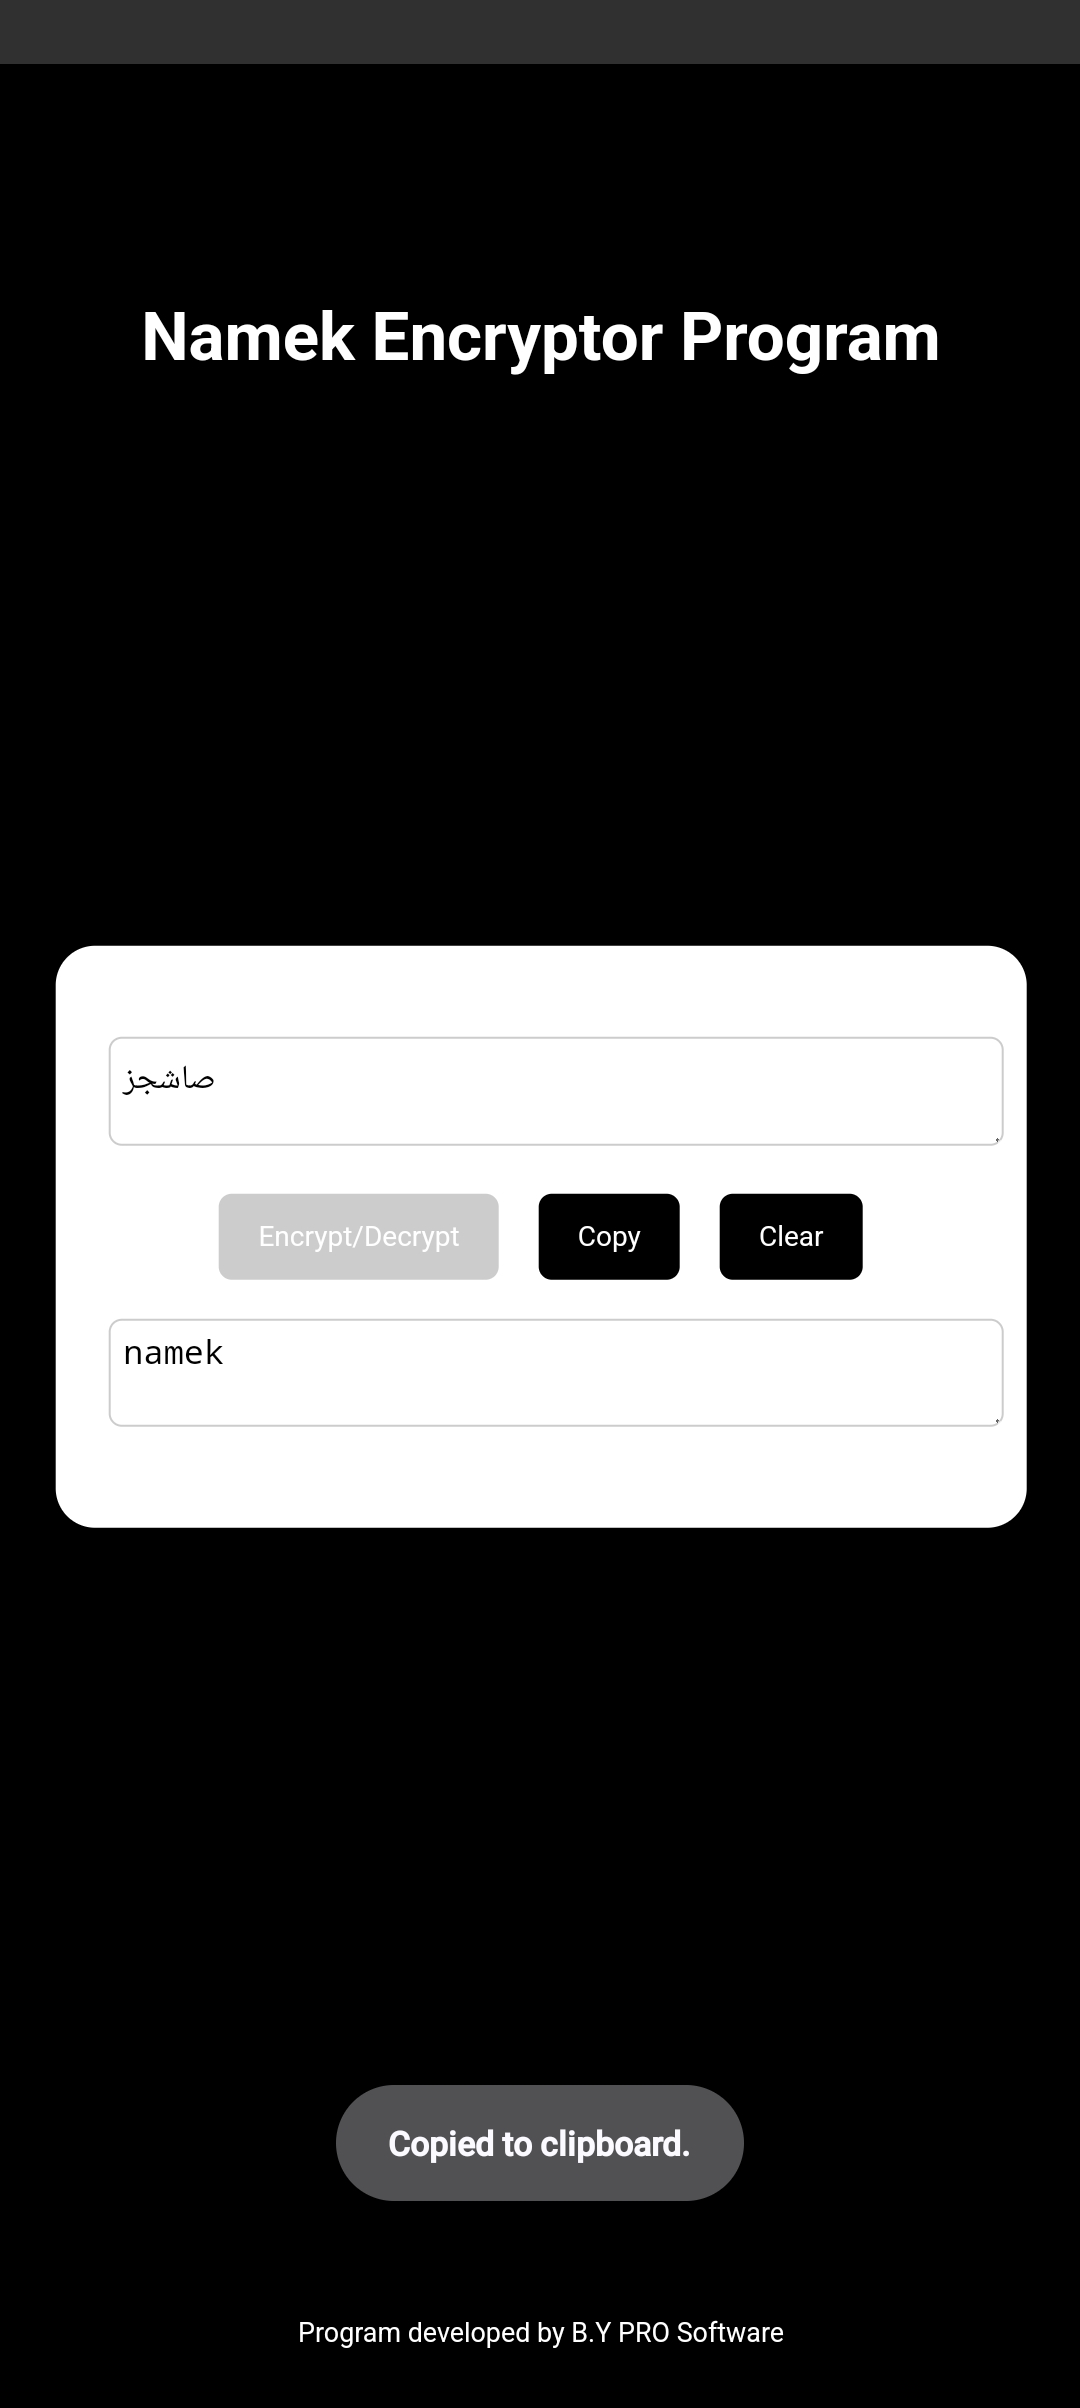 Namek Encryptor Program
صاشجز
Encrypt/Decrypt
Copy
Clear
namek
Copied to clipboard.
Program developed by B.Y PRO Software